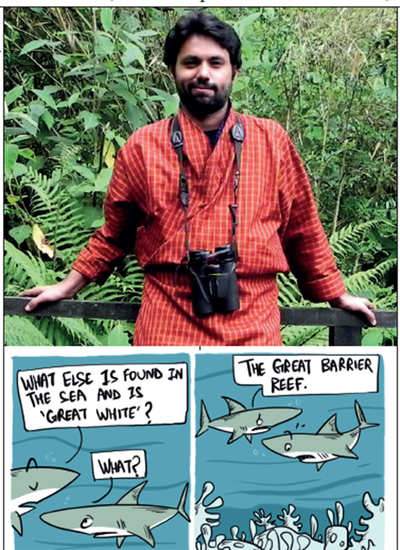 WHAT ELSE IS FOUND IN
THE SEA AND IS
'GREAT WHITE'?
WHAT?
THE GREAT BARRIER
REEF.